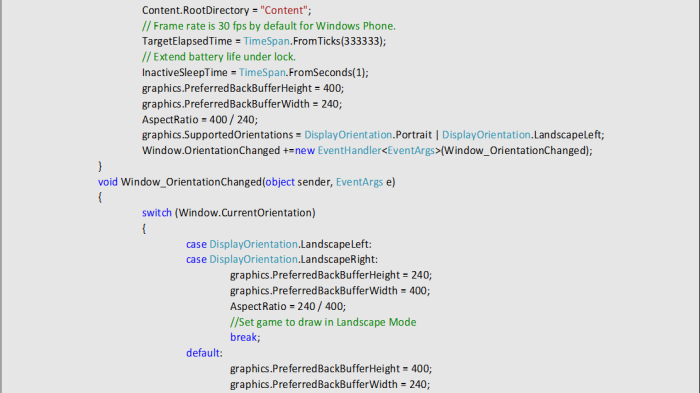 Content.RootDirectory = "Content";
// Frame rate is 30 fps by default for Windows Phone.
TargetElapsedTime = TimeSpan.FromTicks(333333);
// Extend battery life under lock.
InactiveSleepTime = TimeSpan.FromSeconds(1);
graphics.PreferredBackBufferHeight = 400;
graphics.PreferredBackBufferWidth = 240;
AspectRatio = 400 / 240;
graphics.SupportedOrientations = DisplayOrientation.Portrait | DisplayOrientation.LandscapeLeft;
Window.OrientationChanged +=new EventHandler<EventArgs>(Window_OrientationChanged);
}
void Window_OrientationChanged(object sender, EventArgs e)
{
switch (Window.CurrentOrientation)
{
case DisplayOrientation.LandscapeLeft:
case DisplayOrientation.LandscapeRight:
graphics.PreferredBackBufferHeight = 240;
graphics.PreferredBackBufferWidth = 400;
AspectRatio = 240 / 400;
//Set game to draw in Landscape Mode
break;
default:
graphics.PreferredBackBufferHeight = 400;
graphics.PreferredBackBufferWidth = 240;